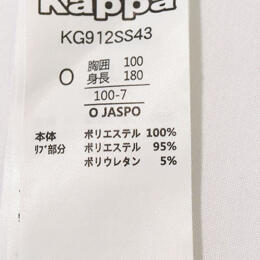 Kappa
KG912SS43
O 胸囲 100
身長 180
100-7
O JASPO
本体 ポリエステル 100%
ﾘﾌﾞ部分 ポリエステル 95%
ポリウレタン 5%